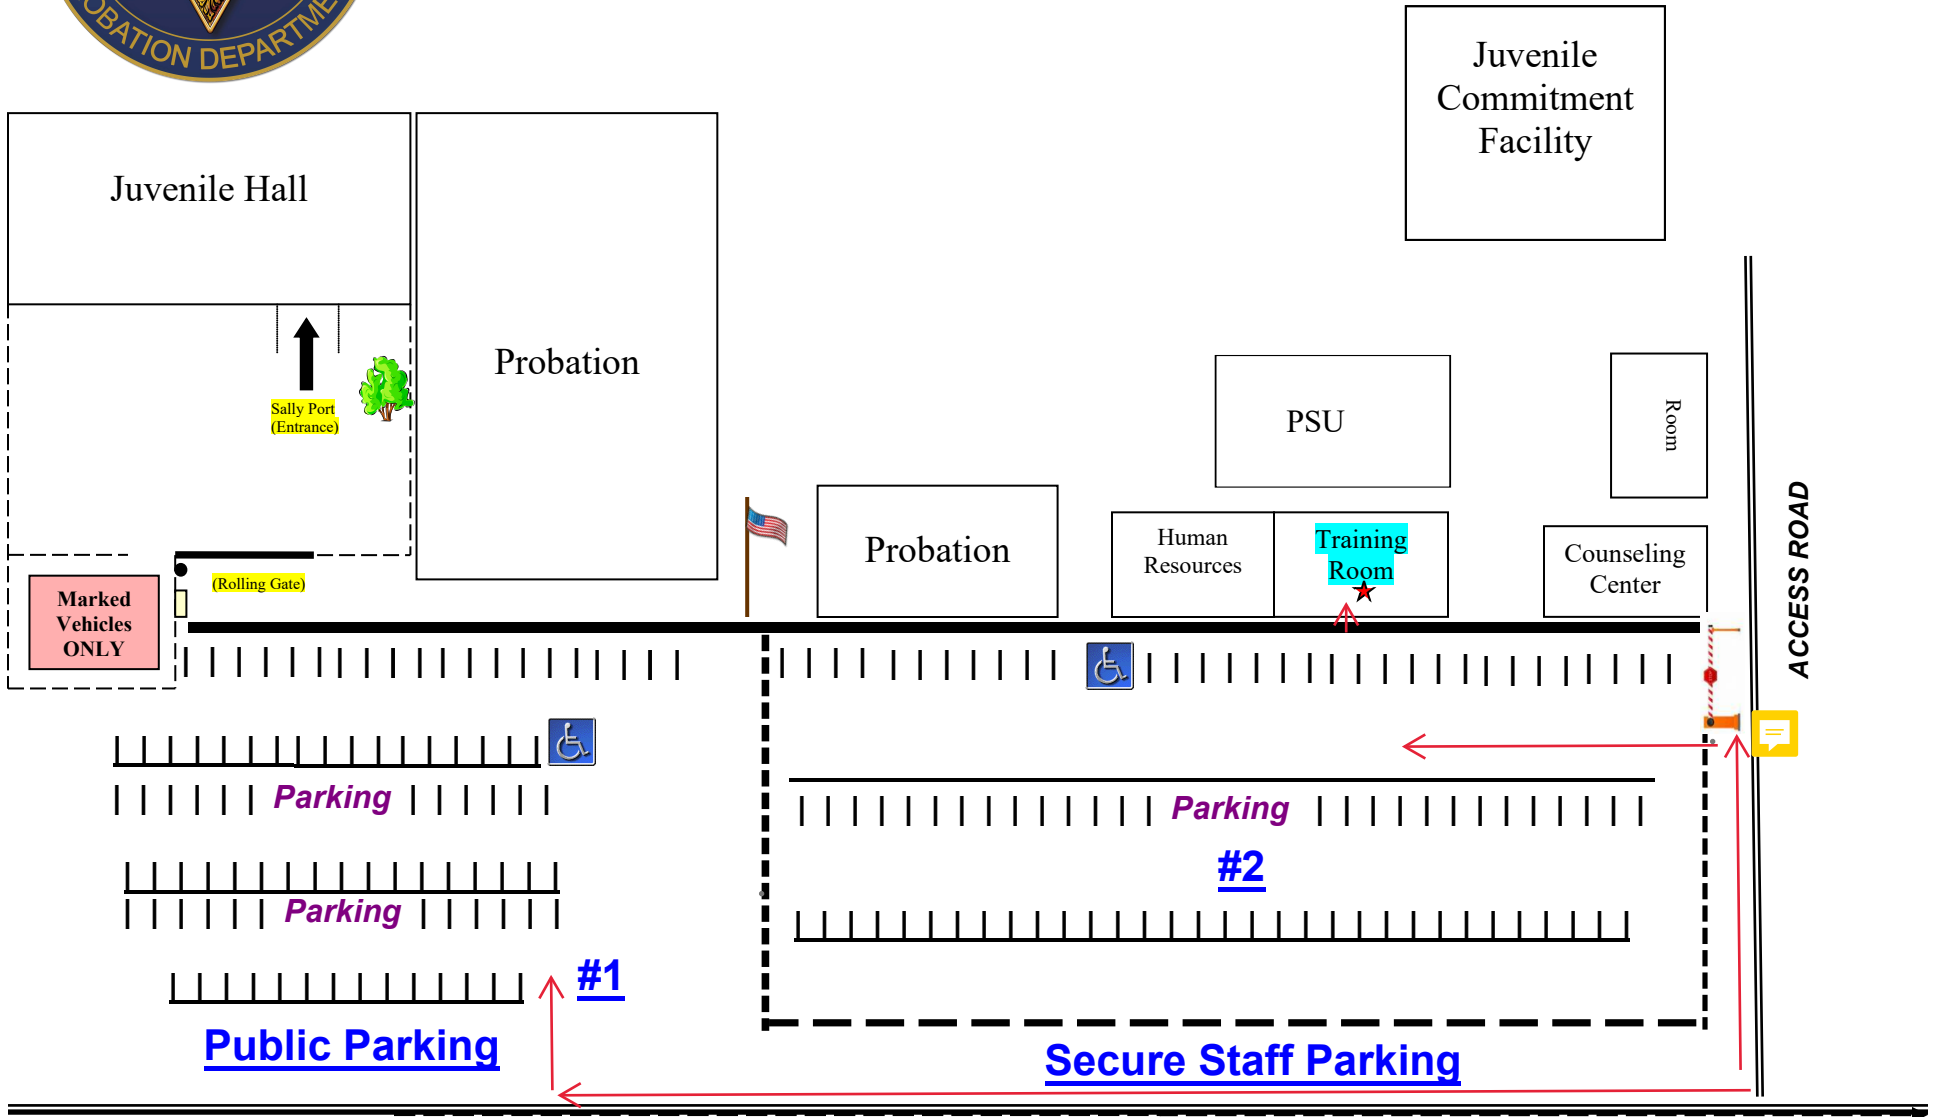 OBATION DEPARTME
Juvenile
Commitment
Facility
Juvenile Hall
Probation
Sally Port
(Entrance)
PSU
Room
ACCESS ROAD
Probation
Human
Resources
Training
Room
Counseling
Center
(Rolling Gate)
Marked
Vehicles
ONLY
Parking
Parking
#2
Parking
#1
Public Parking
Secure Staff Parking